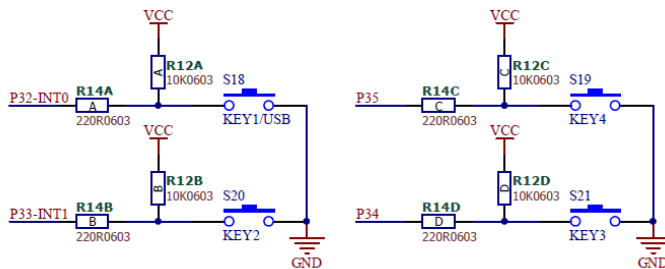 VCC
R12A
10K0603
A
S18
P32-INT0
R14A
A
220R0603
KEY1/USB
VCC
R12B
10K0603
B
S20
P33-INT1
R14B
B
220R0603
KEY2
GND
VCC
R12C
10K0603
C
S19
P35
R14C
C
220R0603
KEY4
VCC
R12D
10K0603
D
S21
P34
R14D
D
220R0603
KEY3
GND